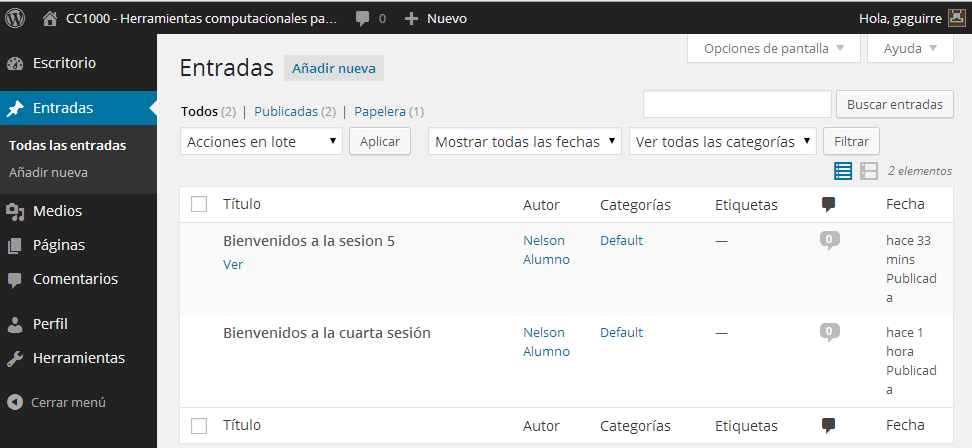 CC1000 - Herramientas computacionales pa... 0 Nuevo Hola, gaguirre
Escritorio
Entradas
Todas las entradas
Añadir nueva
Medios
Páginas
Comentarios
Perfil
Herramientas
Cerrar menú
Opciones de pantalla Ayuda
Entradas Añadir nueva
Todos (2) | Publicadas (2) | Papelera (1)
Buscar entradas
Acciones en lote Aplicar Mostrar todas las fechas Ver todas las categorías Filtrar
2 elementos
Título Autor Categorías Etiquetas Fecha
Bienvenidos a la sesion 5 Nelson Default — 0 hace 33
Ver Alumno mins
Publicad
a
Bienvenidos a la cuarta sesión Nelson Default — 0 hace 1
Alumno hora
Publicad
a
Título Autor Categorías Etiquetas Fecha